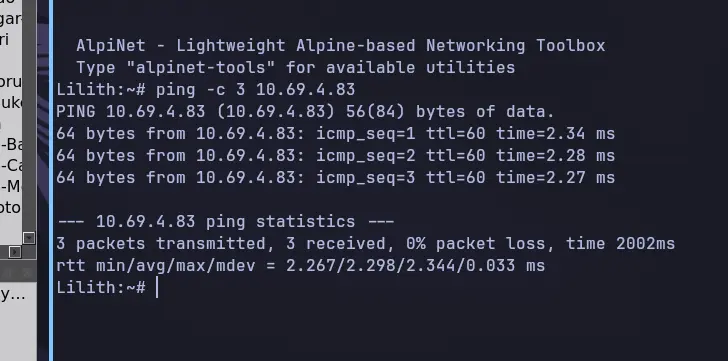 gar
ri
AlpiNet - Lightweight Alpine-based Networking Toolbox
Type "alpinet-tools" for available utilities
Lilith:~# ping -c 3 10.69.4.83
PING 10.69.4.83 (10.69.4.83) 56(84) bytes of data.
64 bytes from 10.69.4.83: icmp_seq=1 ttl=60 time=2.34 ms
64 bytes from 10.69.4.83: icmp_seq=2 ttl=60 time=2.28 ms
64 bytes from 10.69.4.83: icmp_seq=3 ttl=60 time=2.27 ms
--- 10.69.4.83 ping statistics ---
3 packets transmitted, 3 received, 0% packet loss, time 2002ms
rtt min/avg/max/mdev = 2.267/2.298/2.344/0.033 ms
Lilith:~#
y...